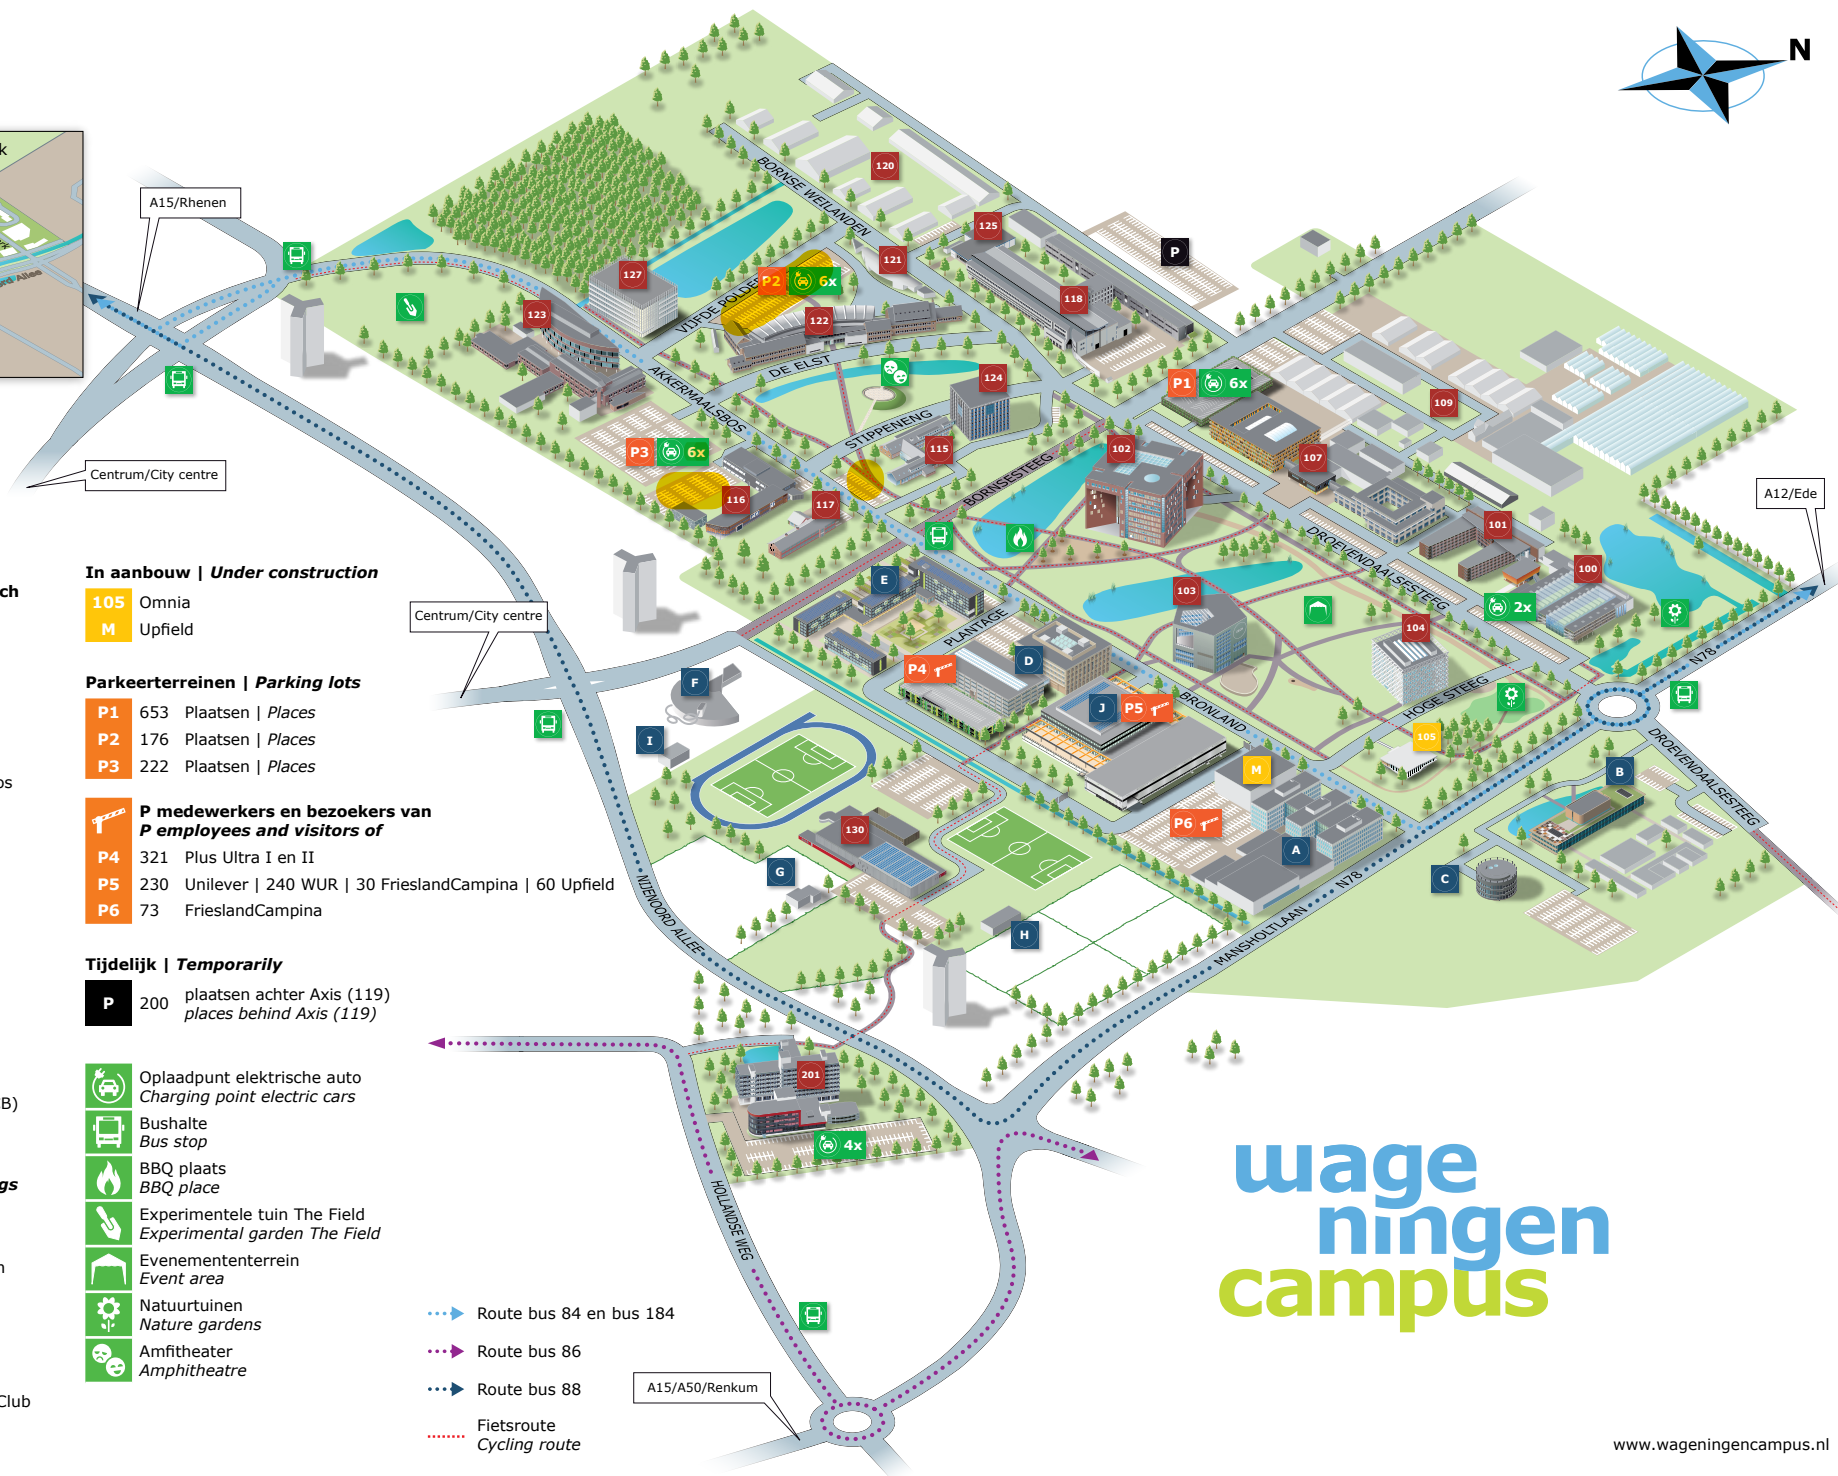 k
A15/Rhenen
Centrum/City centre
Centrum/City centre
A12/Ede
A15/A50/Renkum
N
ch
os
CB)
gs
n
Club
In aanbouw | Under construction
105 Omnia
M Upfield
Parkeerterreinen | Parking lots
P1 653 Plaatsen | Places
P2 176 Plaatsen | Places
P3 222 Plaatsen | Places
P medewerkers en bezoekers van
P employees and visitors of
P4 321 Plus Ultra I en II
P5 230 Unilever | 240 WUR | 30 FrieslandCampina | 60 Upfield
P6 73 FrieslandCampina
Tijdelijk | Temporarily
P 200 plaatsen achter Axis (119)
places behind Axis (119)
Oplaadpunt elektrische auto
Charging point electric cars
Bushalte
Bus stop
BBQ plaats
BBQ place
Experimentele tuin The Field
Experimental garden The Field
Evenemententerrein
Event area
Natuurtuinen
Nature gardens
Amfitheater
Amphitheatre
Route bus 84 en bus 184
Route bus 86
Route bus 88
Fietsroute
Cycling route
BORNSE WEILANDEN
120
125
121
127
P2 6x
VIJFDE POLDER
122
118
P
123
DE ELST
124
P1 6x
109
AKKERMAALSBOS
STIPPENENG
115
P3 6x
102
107
116
117
BORNSESTEEG
101
DROEVENDAALSESTEEG
100
2x
E
103
PLANTAGE
104
N78
P4
D
F
J
P5
BRONLAND
HOGE STEEG
105
I
M
B
DROEVENDAALSESTEEG
130
P6
A
C
G
N78
NIJENOORD ALLEE
H
MANSHOLTLAAN
201
4x
HOLLANDSE WEG
wage
ningen
campus
www.wageningencampus.nl